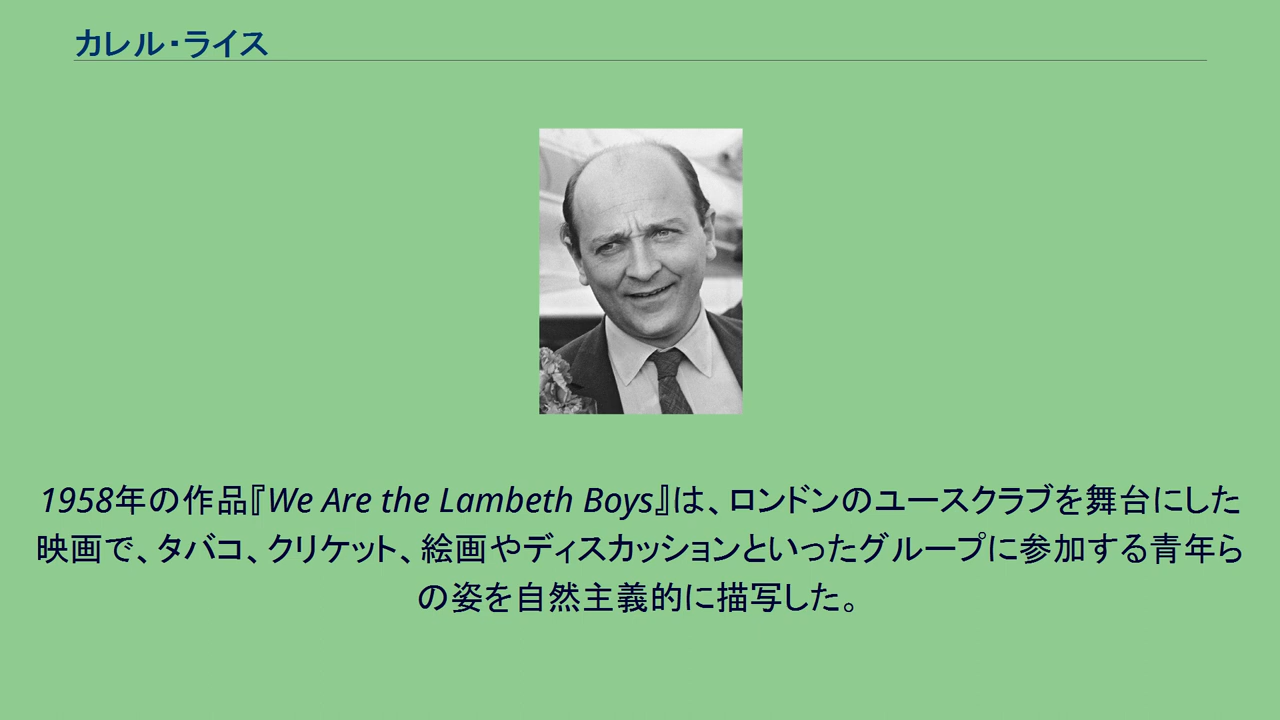 カレル・ライス
1958年の作品『We Are the Lambeth Boys』は、ロンドンのユースクラブを舞台にした
映画で、タバコ、クリケット、絵画やディスカッションといったグループに参加する青年ら
の姿を自然主義的に描写した。